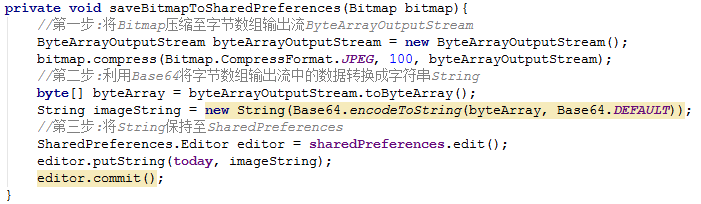 private void saveBitmapToSharedPreferences(Bitmap bitmap){
    //第一步:将Bitmap压缩至字节数组输出流ByteArrayOutputStream
    ByteArrayOutputStream byteArrayOutputStream = new ByteArrayOutputStream();
    bitmap.compress(Bitmap.CompressFormat.JPEG, 100, byteArrayOutputStream);
    //第二步:利用Base64将字节数组输出流中的数据转换成字符串String
    byte[] byteArray = byteArrayOutputStream.toByteArray();
    String imageString = new String(Base64.encodeToString(byteArray, Base64.DEFAULT));
    //第三步:将String保持至SharedPreferences
    SharedPreferences.Editor editor = sharedPreferences.edit();
    editor.putString(today, imageString);
    editor.commit();
}